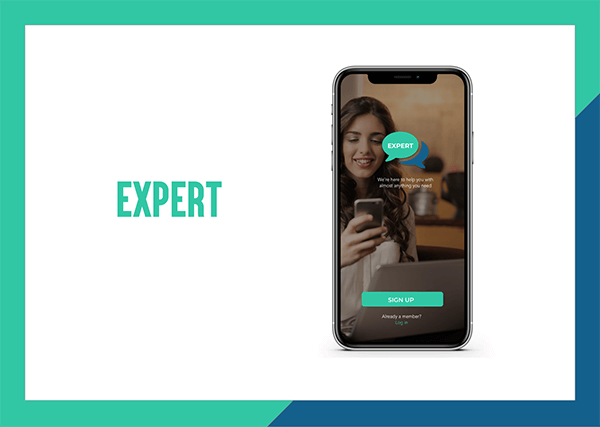 EXPERT
EXPERT
We're here to help you with
almost anything you need
SIGN UP
Already a member?
Log in